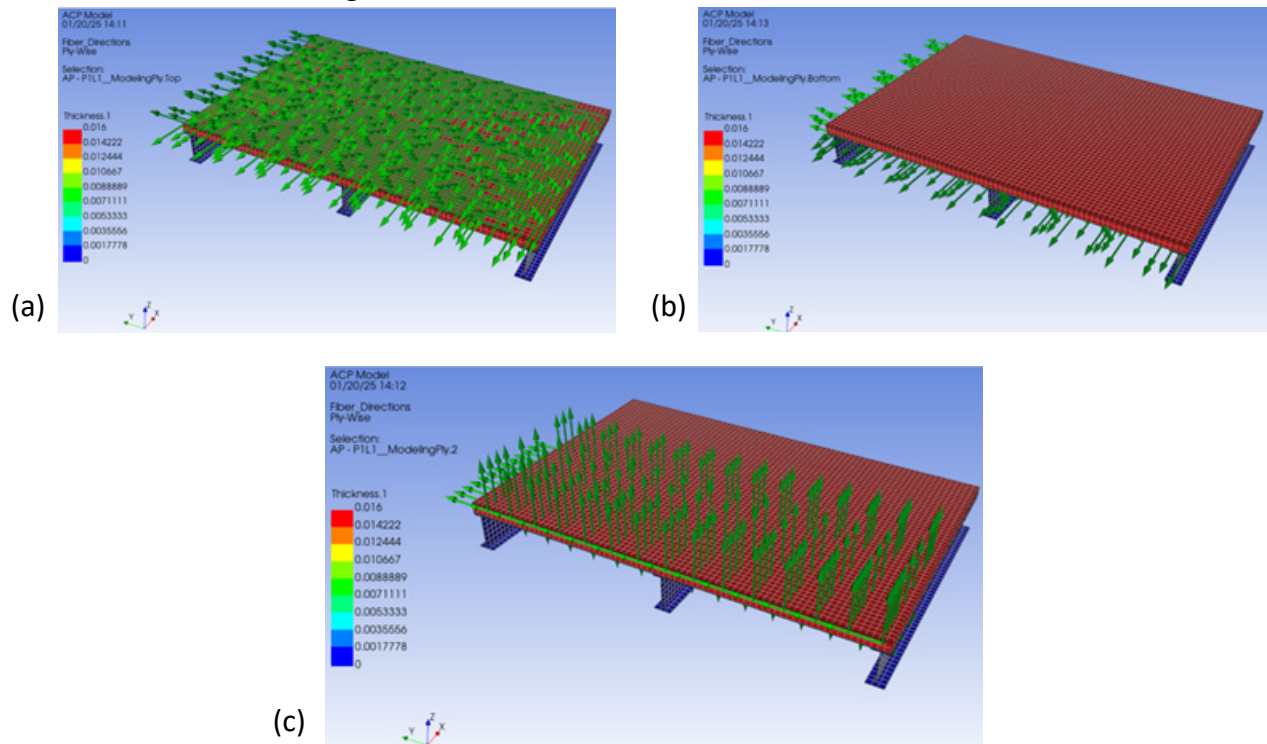 ACP Model
01/20/25 14:11
Fiber_Directions
Ply-Wise
Selection:
AP - P1L1__ModelingPly.Top
Thickness.1
0.016
0.014222
0.012444
0.010667
0.0088889
0.0071111
0.0053333
0.0035556
0.0017778
0
Z
Y
X
(a)
ACP Model
01/20/25 14:13
Fiber_Directions
Ply-Wise
Selection:
AP - P1L1__ModelingPly.Bottom
Thickness.1
0.016
0.014222
0.012444
0.010667
0.0088889
0.0071111
0.0053333
0.0035556
0.0017778
0
Z
Y
X
(b)
ACP Model
01/20/25 14:12
Fiber_Directions
Ply-Wise
Selection:
AP - P1L1__ModelingPly.2
Thickness.1
0.016
0.014222
0.012444
0.010667
0.0088889
0.0071111
0.0053333
0.0035556
0.0017778
0
Z
Y
X
(c)